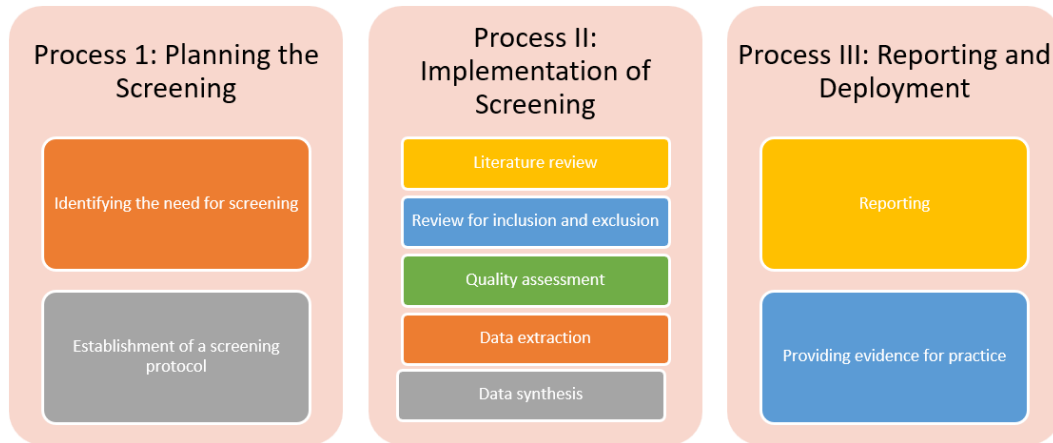 Process 1: Planning the
Screening
Identifying the need for screening
Establishment of a screening
protocol
Process II:
Implementation of
Screening
Literature review
Review for inclusion and exclusion
Quality assessment
Data extraction
Data synthesis
Process III: Reporting and
Deployment
Reporting
Providing evidence for practice